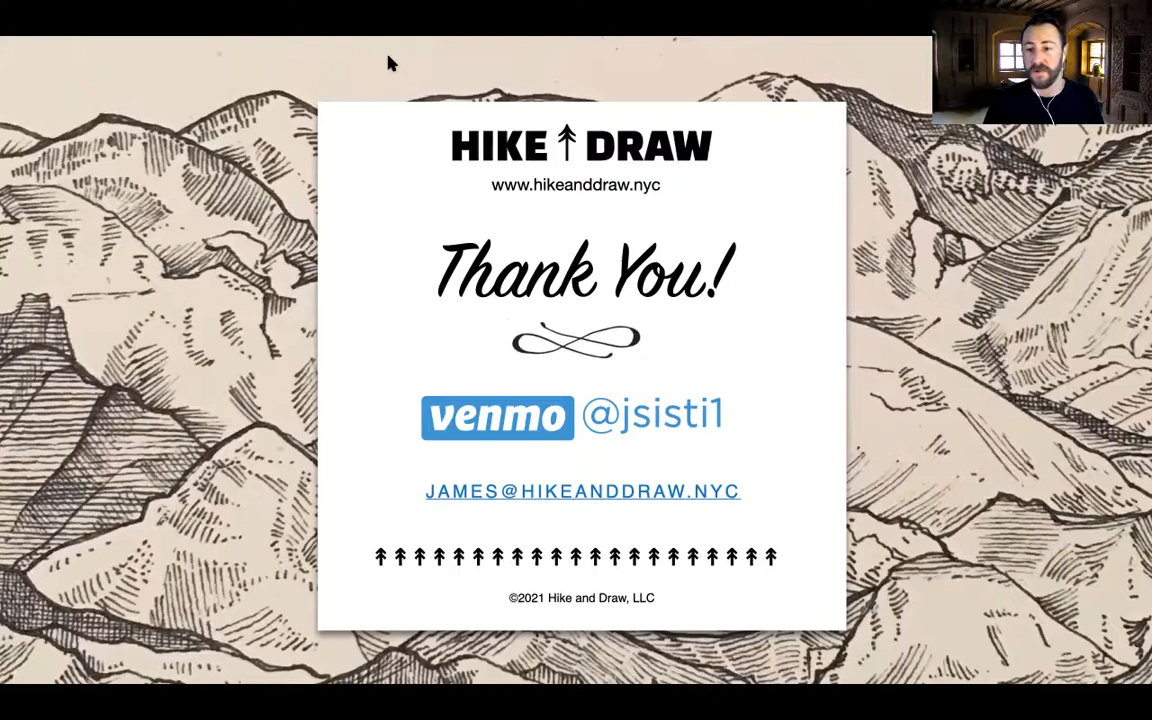 HIKE DRAW
www.hikeanddraw.nyc
Thank You!
venmo @jsisti1
JAMES@HIKEANDDRAW.NYC
©2021 Hike and Draw, LLC